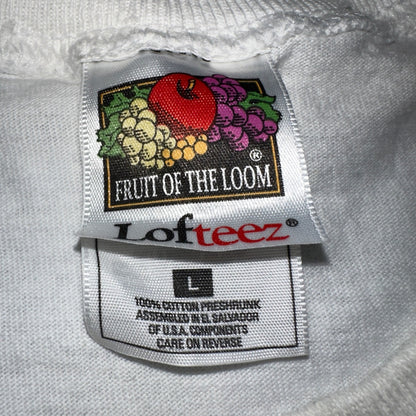 FRUIT OF THE LOOM ®
Lofteez®
L
100% COTTON PRESHRUNK
ASSEMBLED IN EL SALVADOR
OF U.S.A. COMPONENTS
CARE ON REVERSE